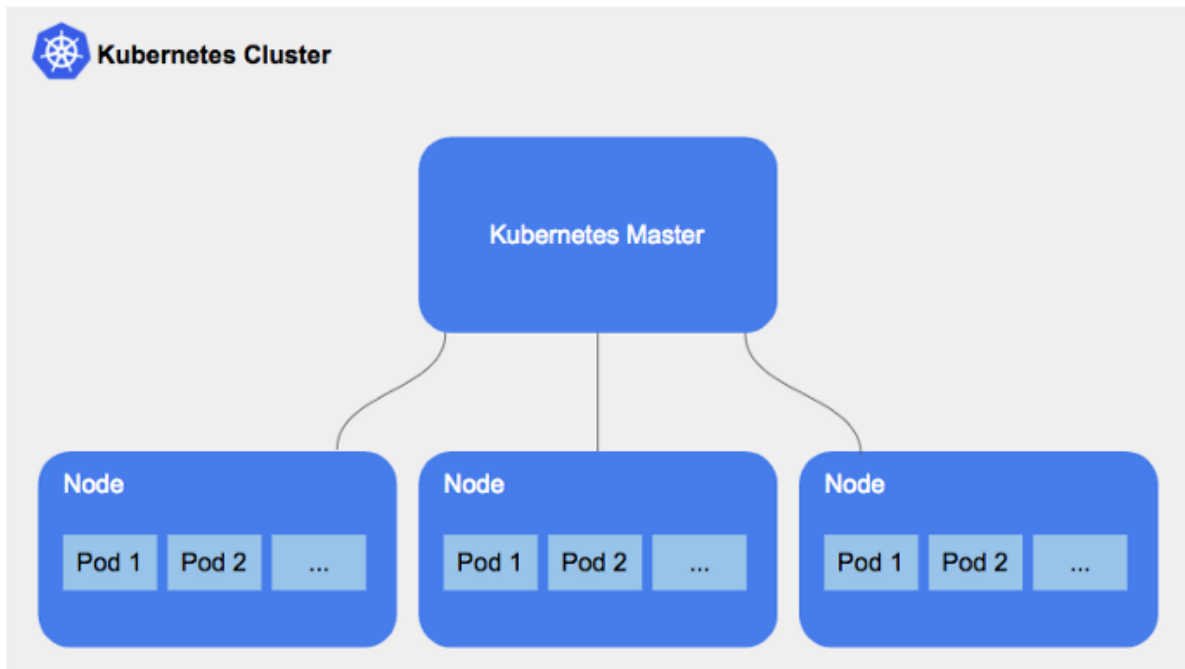 Kubernetes Cluster
Kubernetes Master
Node
Pod 1 Pod 2 ...
Node
Pod 1 Pod 2 ...
Node
Pod 1 Pod 2 ...